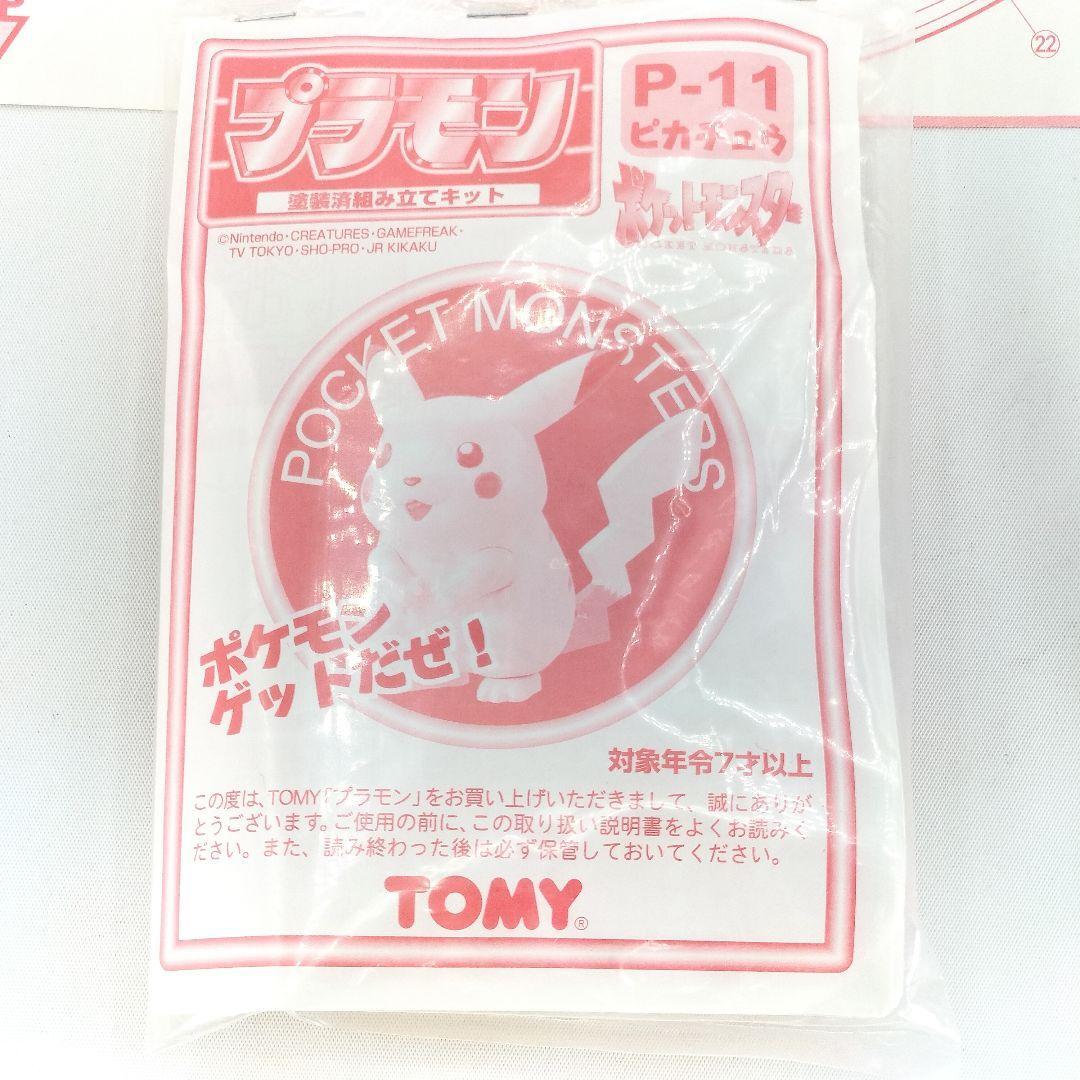 プラモン
塗装済組み立てキット
P-11
ピカチュウ
ポケットモンスター
©Nintendo・CREATURES・GAMEFREAK・
TV TOKYO・SHO-PRO・JR KIKAKU
POCKET MONSTERS
ポケモン
ゲットだぜ！
対象年令7才以上
この度は、TOMY「プラモン」をお買い上げいただきまして、誠にありが
とうございます。ご使用の前に、この取り扱い説明書をよくお読みく
ださい。また、読み終わった後は必ず保管しておいてください。
TOMY®
22